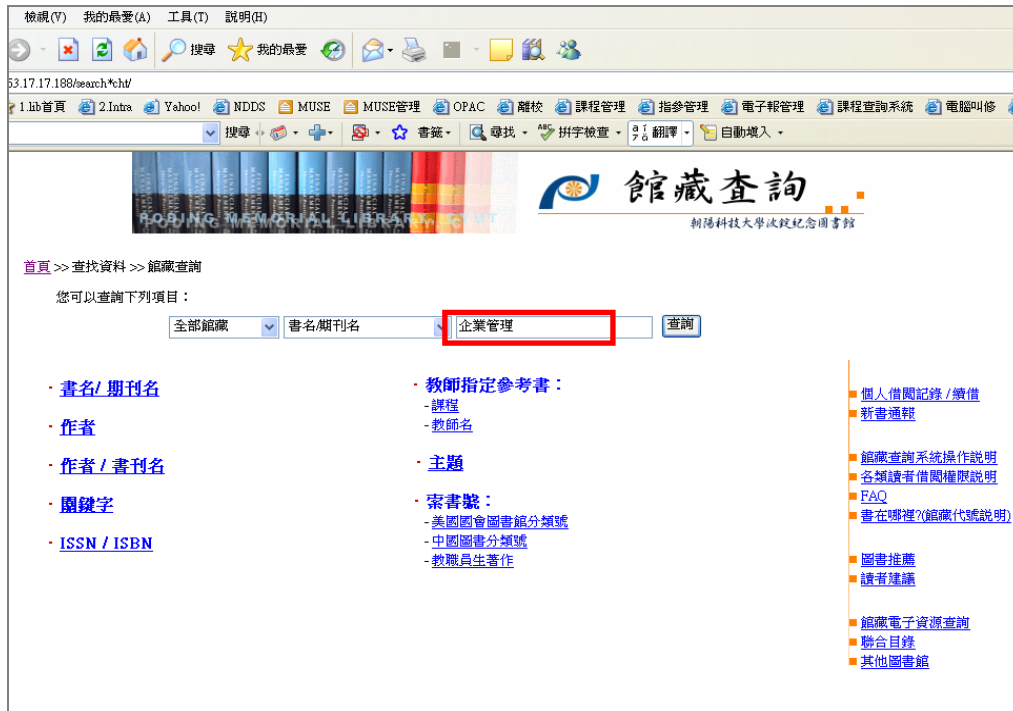 檢視(V) 我的最愛(A) 工具(T) 說明(H)
搜尋 我的最愛
53.17.17.188/search*cht/
1.lib首頁 2.Intra Yahoo! NDDS MUSE MUSE管理 OPAC 離校 課程管理 指參管理 電子報管理 課程查詢系統 電腦叫修
搜尋 書籤 尋找 拼字檢查 翻譯 自動填入
PODING MEMORIAL LIBRARY, CYUT
館藏查詢
朝陽科技大學波錠紀念圖書館
首頁 >> 查找資料 >> 館藏查詢
您可以查詢下列項目：
全部館藏 書名/期刊名 企業管理 查詢
· 書名/ 期刊名
· 作者
· 作者 / 書刊名
· 關鍵字
· ISSN / ISBN
· 教師指定參考書：
-課程
-教師名
· 主題
· 索書號：
-美國國會圖書館分類號
-中國圖書分類號
-教職員生著作
個人借閱記錄 / 續借
新書通報
館藏查詢系統操作說明
各類讀者借閱權限說明
FAQ
書在哪裡?(館藏代號說明)
圖書推薦
讀者建議
館藏電子資源查詢
聯合目錄
其他圖書館